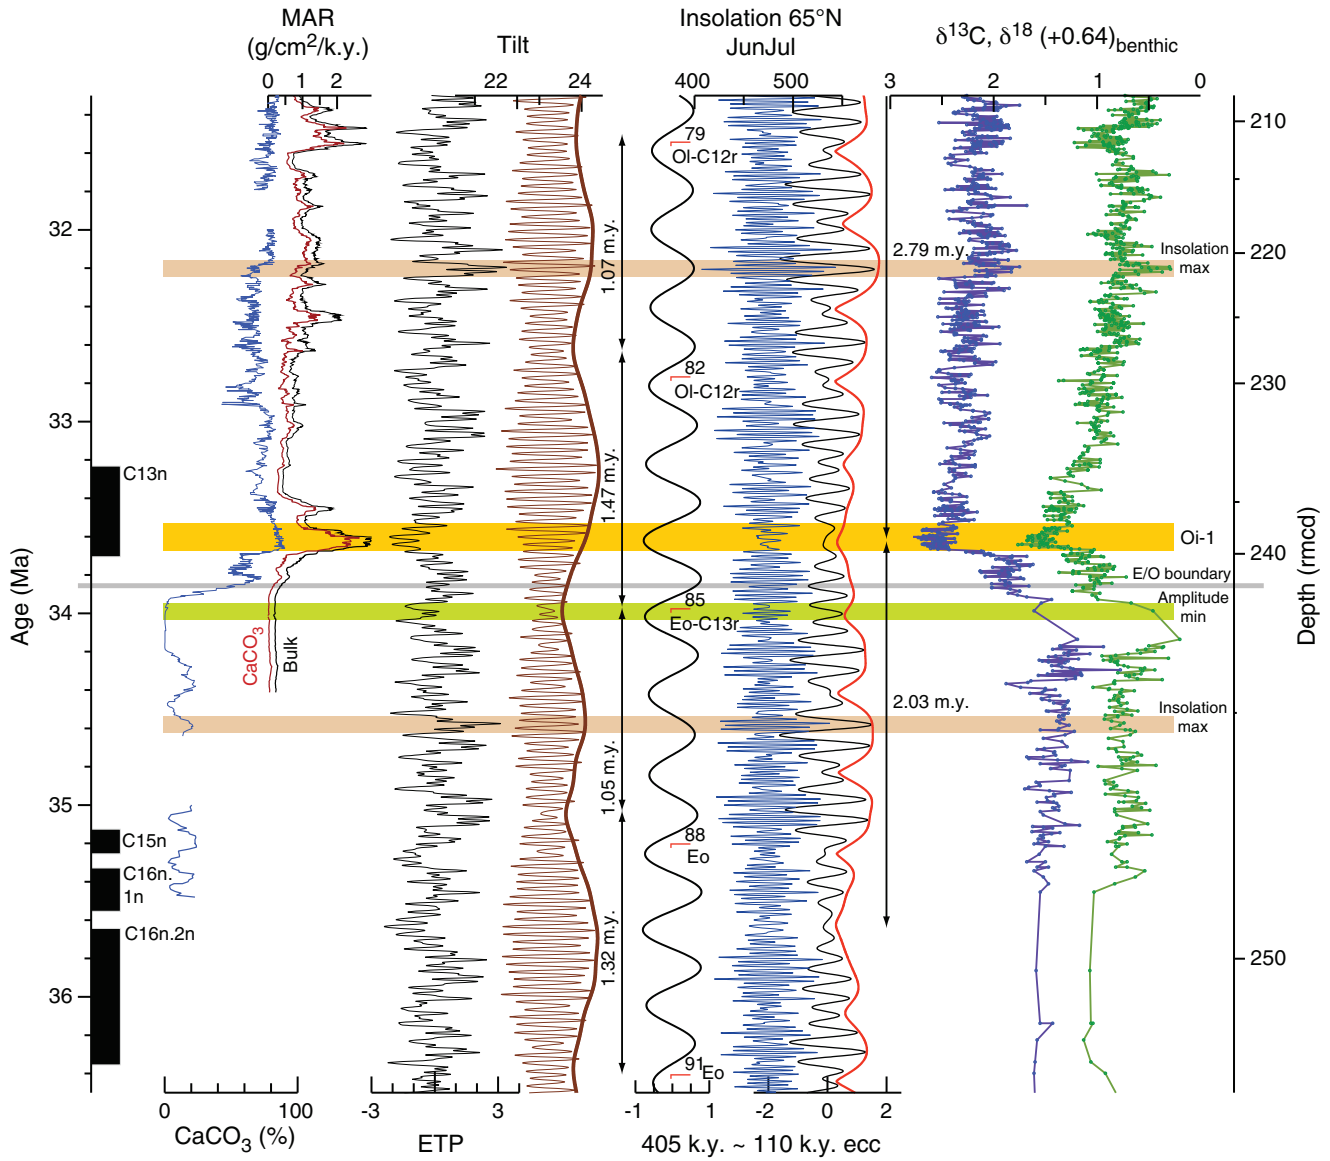 MAR
(g/cm2/k.y.)
0 1 2
Tilt
22 24
Insolation 65°N
JunJul
400 500
δ13C, δ18 (+0.64)benthic
3 2 1 0
Age (Ma)
32
33
34
35
36
Depth (rmcd)
210
220
220
230
240
250
C13n
C15n
C16n.
1n
C16n.2n
CaCO3
Bulk
1.07 m.y.
1.47 m.y.
1.05 m.y.
1.32 m.y.
79
Ol-C12r
82
Ol-C12r
85
Eo-C13r
88
Eo
91
Eo
2.79 m.y.
2.03 m.y.
Insolation
max
Oi-1
E/O boundary
Amplitude
min
Insolation
max
0 100
CaCO3 (%)
-3 3
ETP
-1 1
-2 0 2
405 k.y. ~ 110 k.y. ecc